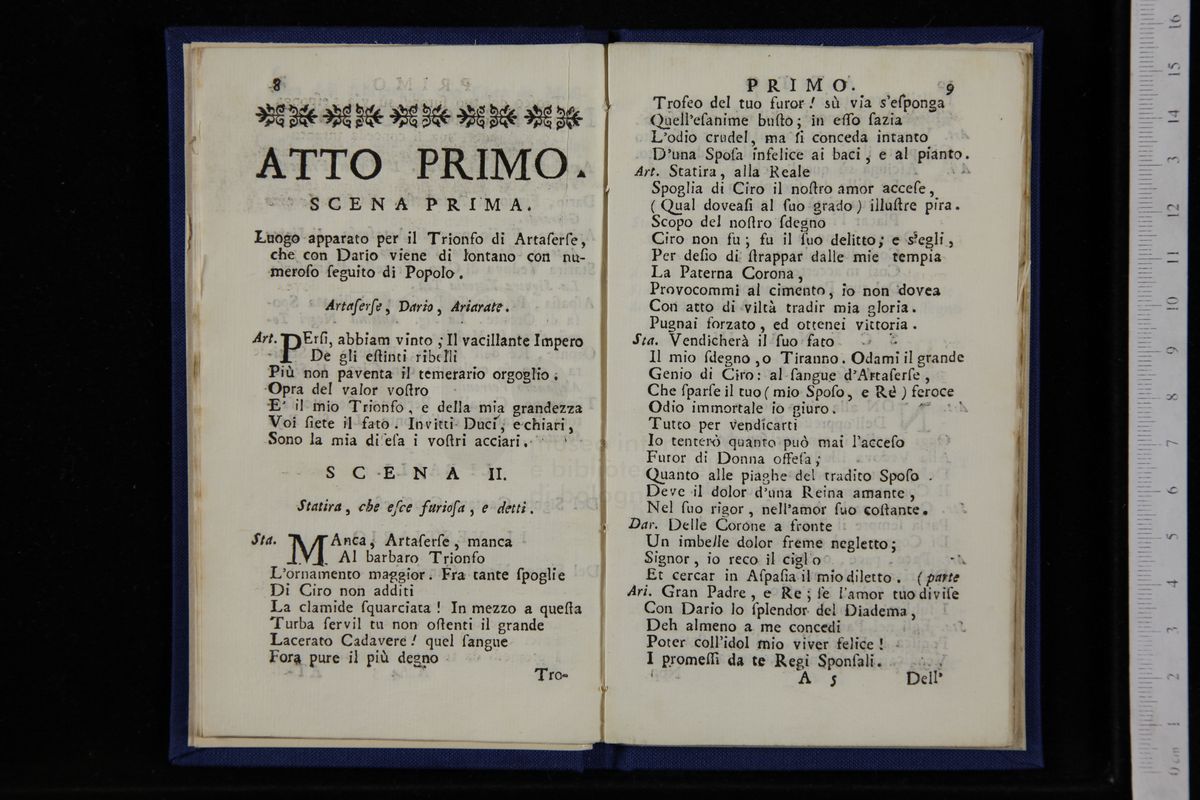 8
ATTO PRIMO.
SCENA PRIMA.
Luogo apparato per il Trionfo di Artaſerſe,
che con Dario viene di lontano con nu-
meroſo ſeguito di Popolo.
Artaſerſe, Dario, Ariarate.
Art. PErſi, abbiam vinto; Il vacillante Impero
De gli eſtinti ribelli
Più non paventa il temerario orgoglio.
Opra del valor voſtro
E' il mio Trionfo, e della mia grandezza
Voi ſiete il fato. Invitti Duci, e chiari,
Sono la mia difeſa i voſtri acciari.
SCENA II.
Statira, che eſce furioſa, e detti.
Sta. MAnca, Artaſerſe, manca
Al barbaro Trionfo
L'ornamento maggior. Fra tante ſpoglie
Di Ciro non additi
La clamide ſquarciata! In mezzo a queſta
Turba ſervil tu non oſtenti il grande
Lacerato Cadavere! quel ſangue
Fora pure il più degno
Tro-
PRIMO. 9
Trofeo del tuo furor! sù via s'eſponga
Quell'eſanime buſto; in eſſo ſazia
L'odio crudel, ma ſi conceda intanto
D'una Spoſa infelice ai baci, e al pianto.
Art. Statira, alla Reale
Spoglia di Ciro il noſtro amor acceſe,
(Qual doveaſi al ſuo grado) illuſtre pira.
Scopo del noſtro ſdegno
Ciro non fu; fu il ſuo delitto; e s'egli,
Per deſio di ſtrappar dalle mie tempia
La Paterna Corona,
Provocommi al cimento, io non dovea
Con atto di viltà tradir mia gloria.
Pugnai forzato, ed ottenei vittoria.
Sta. Vendicherà il ſuo fato
Il mio ſdegno, o Tiranno. Odami il grande
Genio di Ciro: al ſangue d'Artaſerſe,
Che ſparſe il tuo (mio Spoſo, e Rè) feroce
Odio immortale io giuro.
Tutto per vendicarti
Io tenterò quanto può mai l'acceſo
Furor di Donna offeſa;
Quanto alle piaghe del tradito Spoſo
Deve il dolor d'una Reina amante,
Nel ſuo rigor, nell'amor ſuo coſtante.
Dar. Delle Corone a fronte
Un imbelle dolor freme negletto;
Signor, io reco il ciglio
Et cercar in Aſpaſia il mio diletto. (parte
Ari. Gran Padre, e Re; ſe l'amor tuo diviſe
Con Dario lo ſplendor del Diadema,
Deh almeno a me concedi
Poter coll'idol mio viver felice!
I promeſſi da te Regi Sponſali.
A 5 Dell'